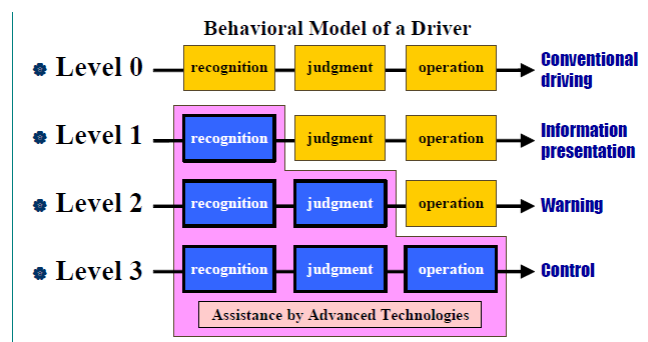 Behavioral Model of a Driver
Level 0 recognition judgment operation Conventional driving
Level 1 recognition judgment operation Information presentation
Level 2 recognition judgment operation Warning
Level 3 recognition judgment operation Control
Assistance by Advanced Technologies